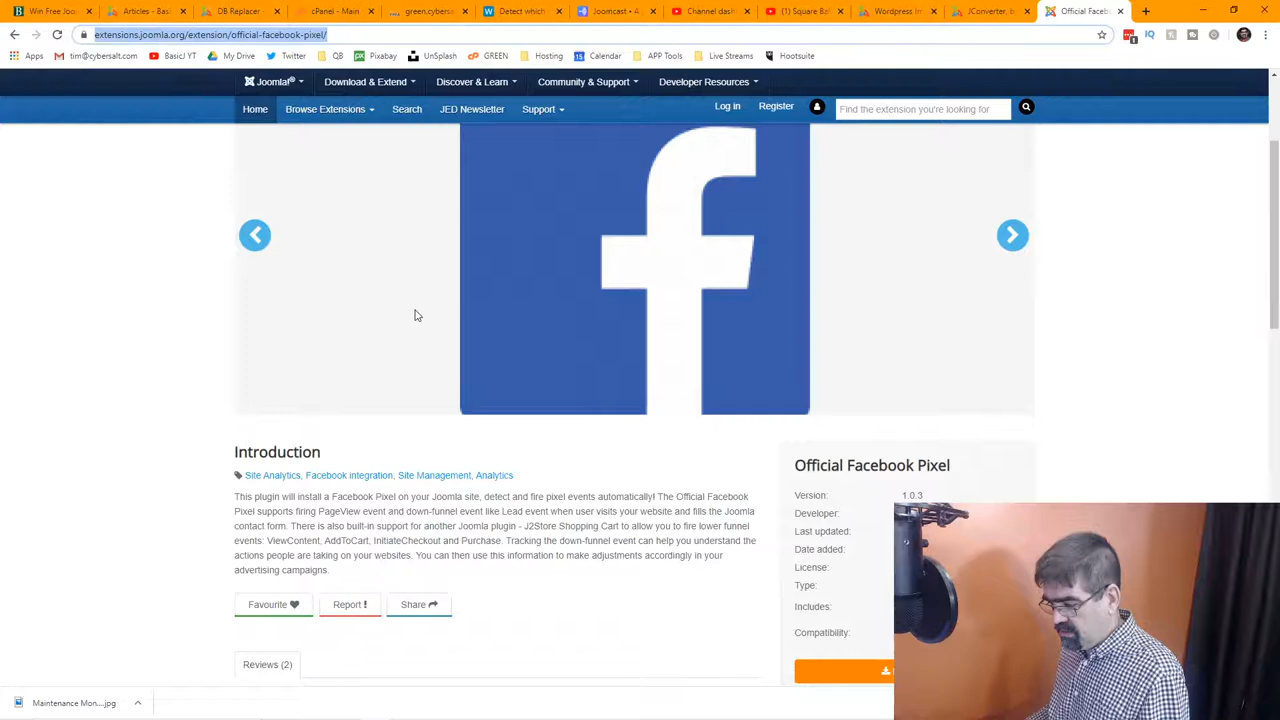 Win Free Joo
Articles - Bas
DB Replacer -
cPanel - Main
green.cybers
Detect which
Joomcast • A
Channel dash
(1) Square Ba
Wordpress Im
JConverter, b
Official Faceb
extensions.joomla.org/extension/official-facebook-pixel/
Apps
tim@cybersalt.com
BasicJ YT
My Drive
Twitter
QB
Pixabay
UnSplash
GREEN
Hosting
Calendar
APP Tools
Live Streams
Hootsuite
Joomla!®
Download & Extend
Discover & Learn
Community & Support
Developer Resources
Home
Browse Extensions
Search
JED Newsletter
Support
Log in
Register
Find the extension you're looking for
Introduction
Site Analytics, Facebook integration, Site Management, Analytics
This plugin will install a Facebook Pixel on your Joomla site, detect and fire pixel events automatically! The Official Facebook
Pixel supports firing PageView event and down-funnel event like Lead event when user visits your website and fills the Joomla
contact form. There is also built-in support for another Joomla plugin - J2Store Shopping Cart to allow you to fire lower funnel
events: ViewContent, AddToCart, InitiateCheckout and Purchase. Tracking the down-funnel event can help you understand the
actions people are taking on your websites. You can then use this information to make adjustments accordingly in your
advertising campaigns.
Favourite
Report !
Share
Reviews (2)
Official Facebook Pixel
Version: 1.0.3
Developer:
Last updated:
Date added:
License:
Type:
Includes:
Compatibility:
Maintenance Mon....jpg